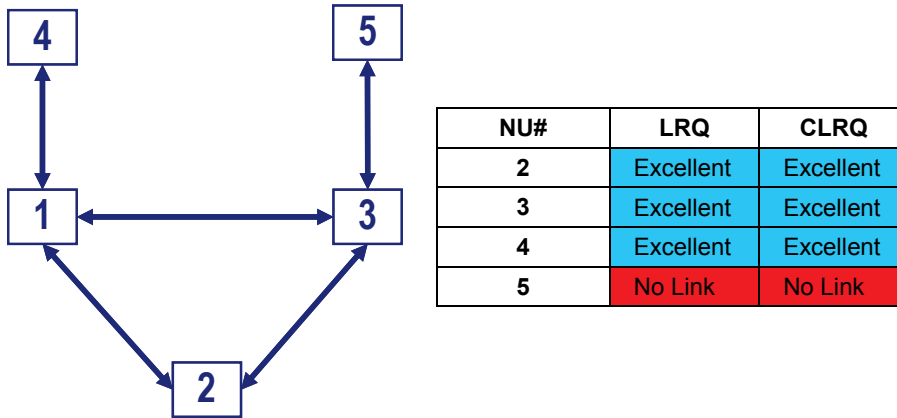 4
5
1
3
2
NU# LRQ CLRQ
2 Excellent Excellent
3 Excellent Excellent
4 Excellent Excellent
5 No Link No Link